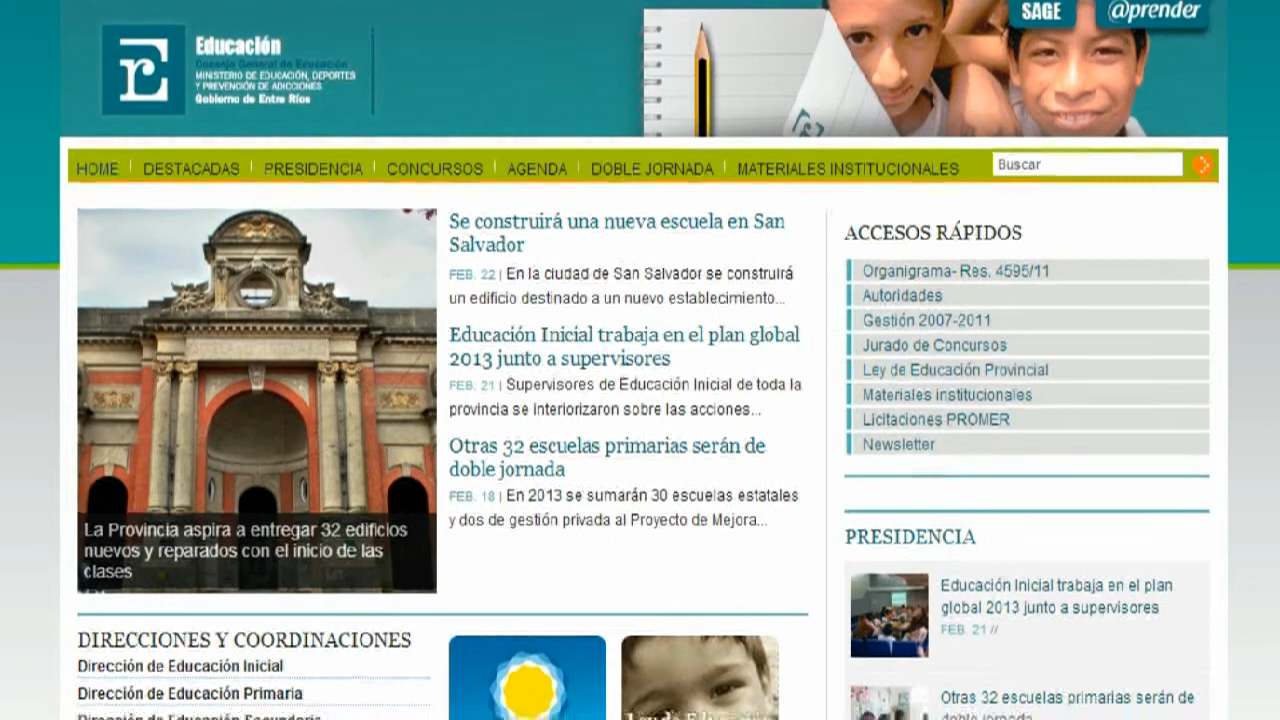 SAGE
@prender
Educación
Consejo General de Educación
MINISTERIO DE EDUCACIÓN, DEPORTES
Y PREVENCIÓN DE ADICCIONES
Gobierno de Entre Ríos
HOME
DESTACADAS
PRESIDENCIA
CONCURSOS
AGENDA
DOBLE JORNADA
MATERIALES INSTITUCIONALES
Buscar
La Provincia aspira a entregar 32 edificios
nuevos y reparados con el inicio de las
clases
Se construirá una nueva escuela en San
Salvador
FEB. 22 | En la ciudad de San Salvador se construirá
un edificio destinado a un nuevo establecimiento...
Educación Inicial trabaja en el plan global
2013 junto a supervisores
FEB. 21 | Supervisores de Educación Inicial de toda la
provincia se interiorizaron sobre las acciones...
Otras 32 escuelas primarias serán de
doble jornada
FEB. 18 | En 2013 se sumarán 30 escuelas estatales
y dos de gestión privada al Proyecto de Mejora...
ACCESOS RÁPIDOS
Organigrama- Res. 4595/11
Autoridades
Gestión 2007-2011
Jurado de Concursos
Ley de Educación Provincial
Materiales institucionales
Licitaciones PROMER
Newsletter
PRESIDENCIA
Educación Inicial trabaja en el plan
global 2013 junto a supervisores
FEB. 21 //
Otras 32 escuelas primarias serán de
doble jornada
DIRECCIONES Y COORDINACIONES
Dirección de Educación Inicial
Dirección de Educación Primaria
Dirección de Educación Secundaria